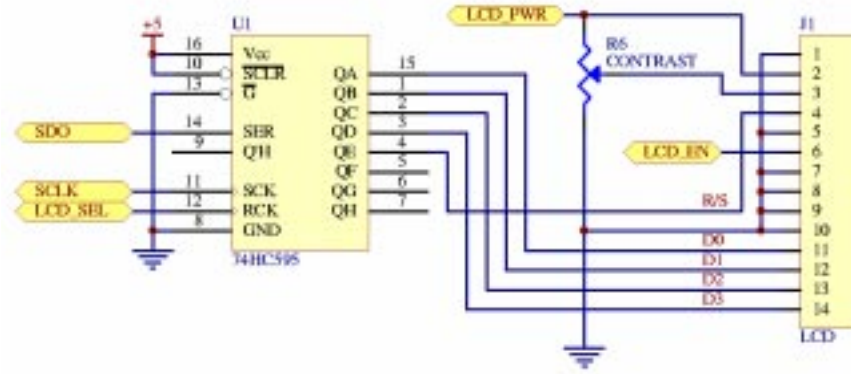 +5
U1
LCD_PWR
J1
16
Vcc
10
SCLR
13
G
QA
15
QB
1
QC
2
QD
3
QE
4
QF
5
QG
6
QH
7
SDO
14
SER
9
Q'H
SCLK
11
SCK
LCD_SEL
12
RCK
8
GND
74HC595
R6
CONTRAST
LCD_EN
R/S
D0
D1
D2
D3
1
2
3
4
5
6
7
8
9
10
11
12
13
14
LCD